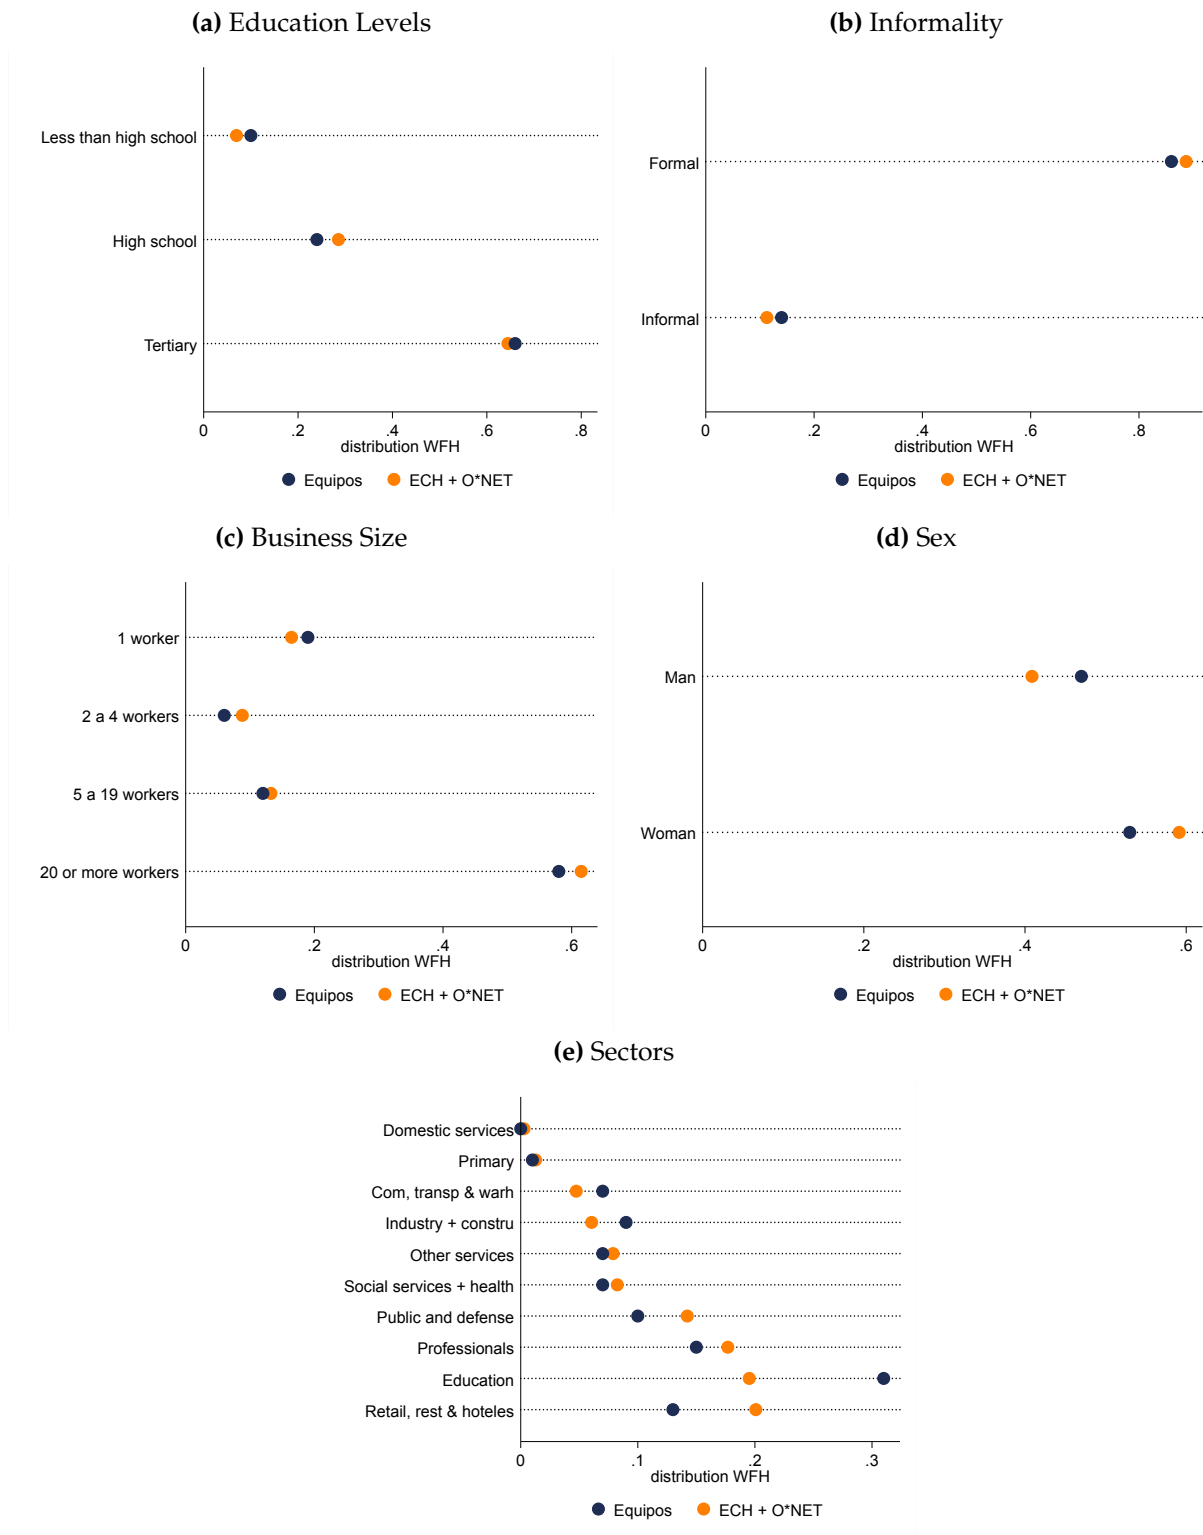 (a) Education Levels
Less than high school
High school
Tertiary
0 .2 .4 .6 .8
distribution WFH
Equipos ECH + O*NET
(b) Informality
Formal
Informal
0 .2 .4 .6 .8
distribution WFH
Equipos ECH + O*NET
(c) Business Size
1 worker
2 a 4 workers
5 a 19 workers
20 or more workers
0 .2 .4 .6
distribution WFH
Equipos ECH + O*NET
(d) Sex
Man
Woman
0 .2 .4 .6
distribution WFH
Equipos ECH + O*NET
(e) Sectors
Domestic services
Primary
Com, transp & warh
Industry + constru
Other services
Social services + health
Public and defense
Professionals
Education
Retail, rest & hoteles
0 .1 .2 .3
distribution WFH
Equipos ECH + O*NET